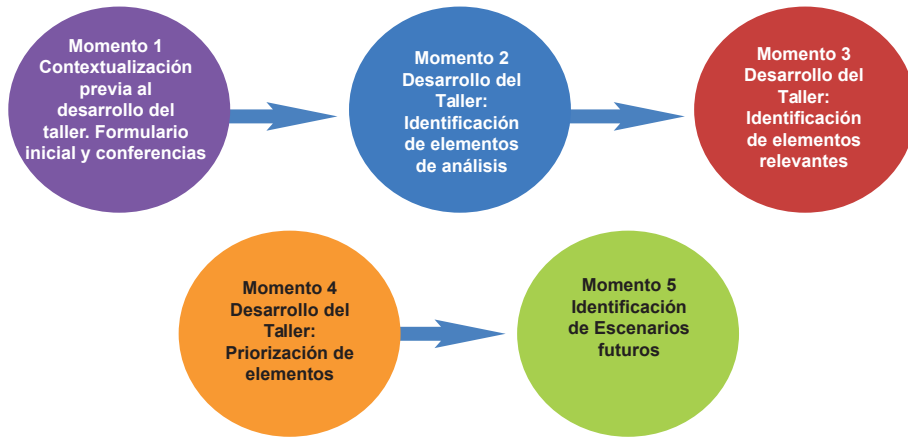 Momento 1
Contextualización
previa al
desarrollo del
taller. Formulario
inicial y conferencias
Momento 2
Desarrollo del
Taller:
Identificación
de elementos
de análisis
Momento 3
Desarrollo del
Taller:
Identificación
de elementos
relevantes
Momento 4
Desarrollo del
Taller:
Priorización de
elementos
Momento 5
Identificación
de Escenarios
futuros